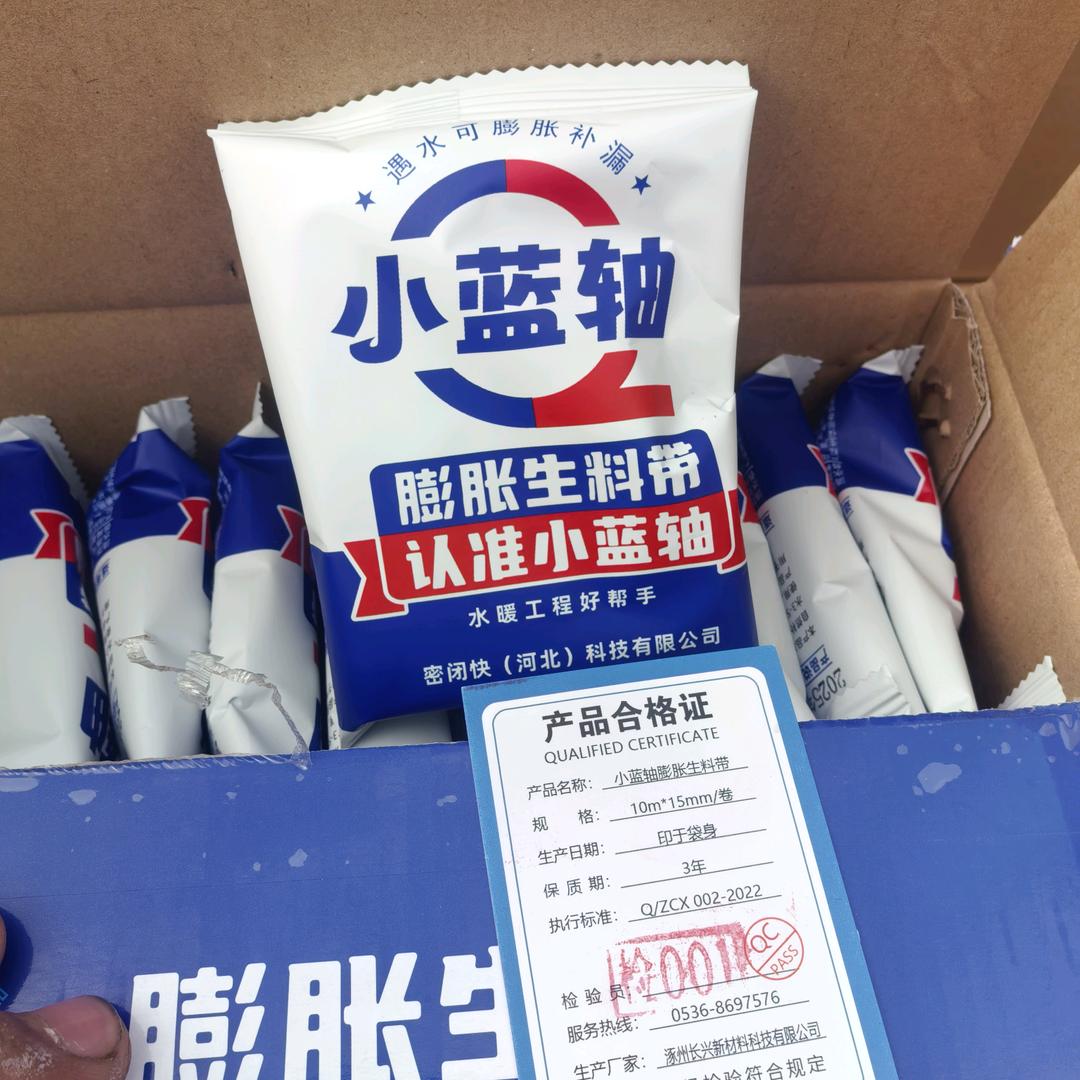 遇水可膨胀补漏
小蓝轴
膨胀生料带
认准小蓝轴
水暖工程好帮手
密闭快（河北）科技有限公司
产品合格证
QUALIFIED CERTIFICATE
产品名称： 小蓝轴膨胀生料带
规 格： 10m*15mm/卷
生产日期： 印于袋身
保 质 期： 3年
执行标准： Q/ZCX 002-2022
检 验 员： 检001
QC PASS
服务热线： 0536-8697576
生产厂家： 涿州长兴新材料科技有限公司
检验符合规定
膨胀生
2025